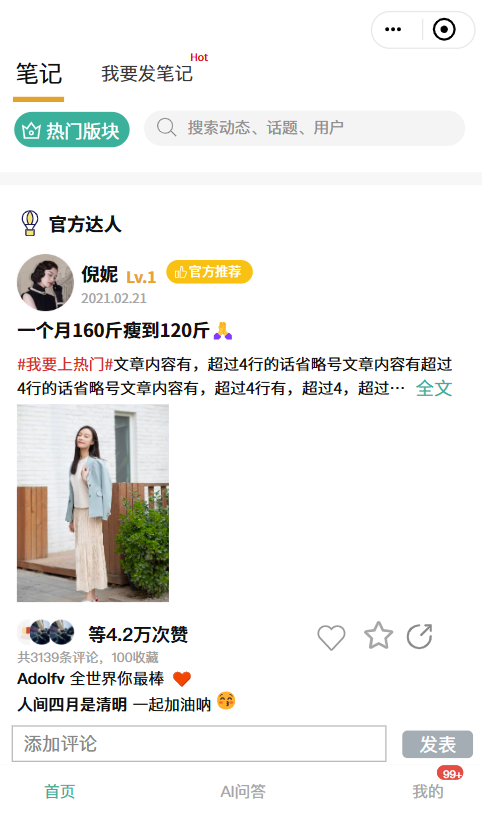 笔记 我要发笔记 Hot
热门版块 搜索动态、话题、用户
官方达人
倪妮 Lv.1 官方推荐
2021.02.21
一个月160斤瘦到120斤
#我要上热门#文章内容有，超过4行的话省略号文章内容有超过
4行的话省略号文章内容有，超过4行有，超过4，超过… 全文
等4.2万次赞
共3139条评论，100收藏
Adolfv 全世界你最棒
人间四月是清明 一起加油呐
添加评论 发表
首页 AI问答 我的 99+